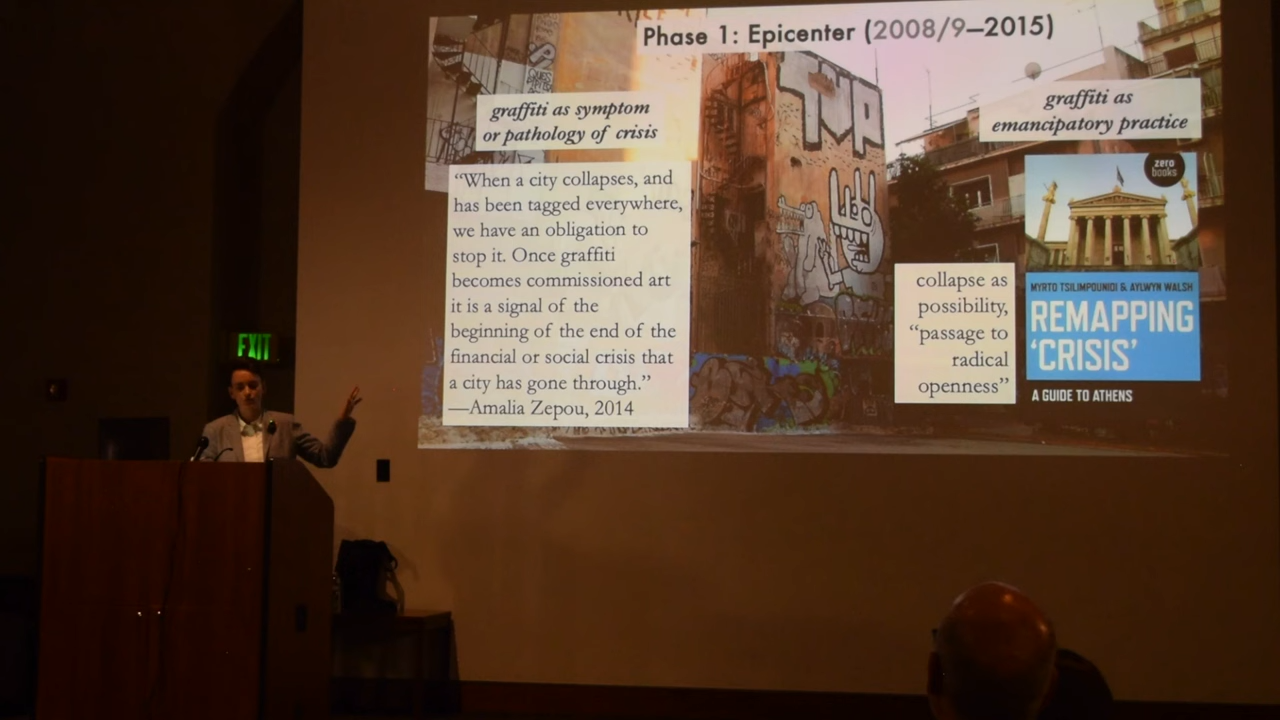 Phase 1: Epicenter (2008/9–2015)
graffiti as symptom
or pathology of crisis
“When a city collapses, and
has been tagged everywhere,
we have an obligation to
stop it. Once graffiti
becomes commissioned art
it is a signal of the
beginning of the end of the
financial or social crisis that
a city has gone through.”
—Amalia Zepou, 2014
TVP
graffiti as
emancipatory practice
zero
books
MYRTO TSILIMPOUNIDI & AYLWYN WALSH
REMAPPING
‘CRISIS’
A GUIDE TO ATHENS
collapse as
possibility,
“passage to
radical
openness”
EXIT